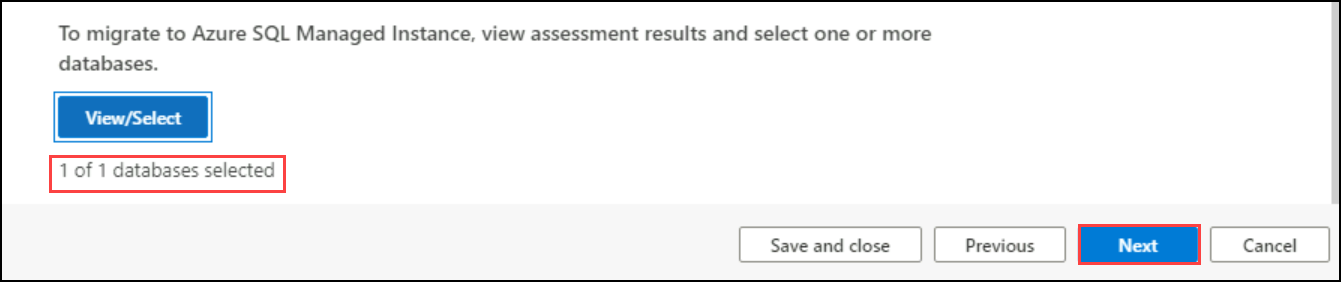 To migrate to Azure SQL Managed Instance, view assessment results and select one or more
databases.
View/Select
1 of 1 databases selected
Save and close
Previous
Next
Cancel